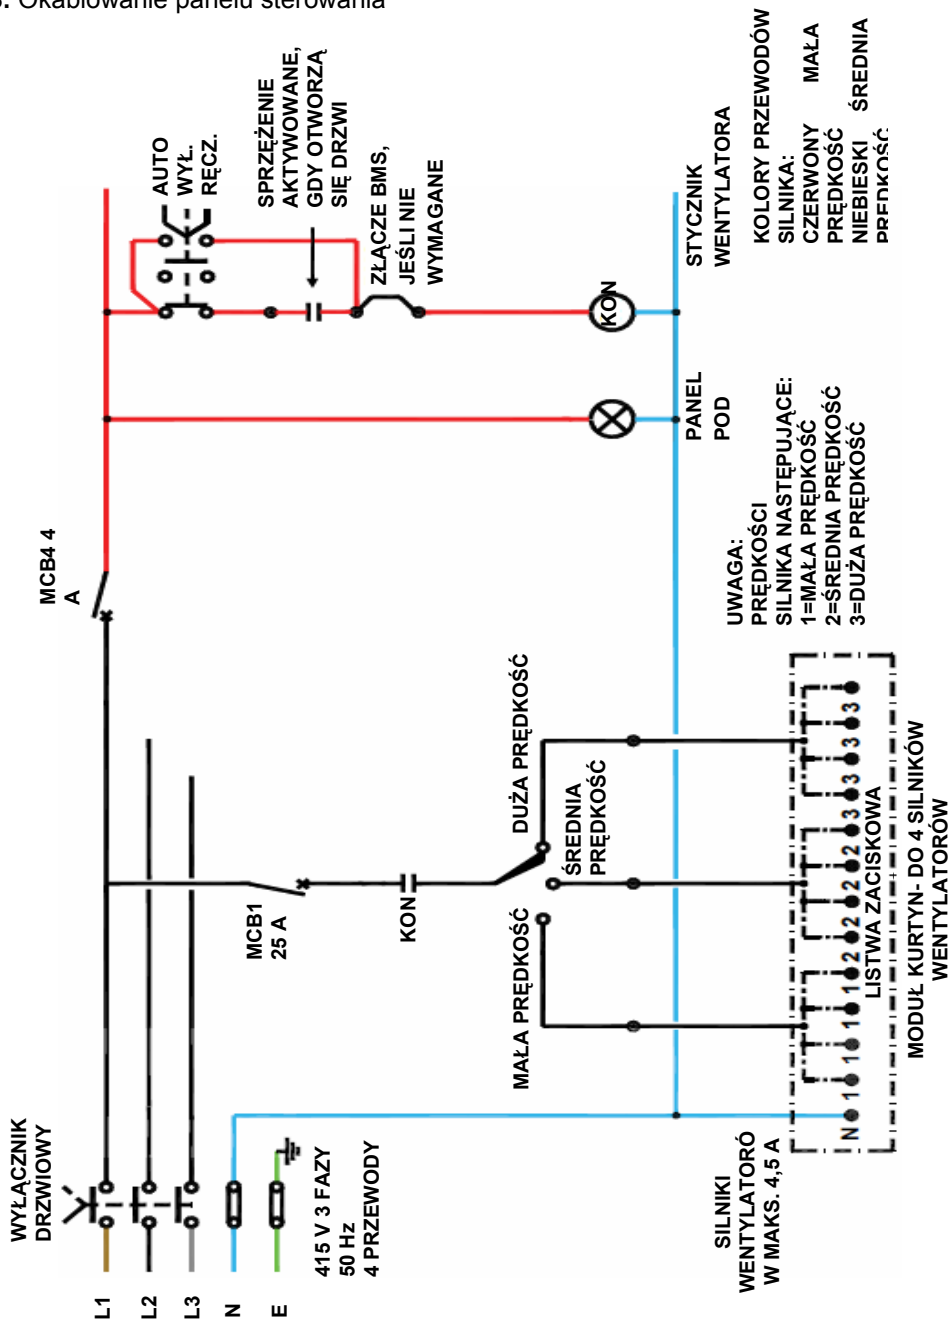 . Okablowanie panelu sterowania
WYŁĄCZNIK
DRZWIOWY
L1
L2
L3
N
E
415 V 3 FAZY
50 Hz
4 PRZEWODY
MCB4 4
A
AUTO
WYŁ.
RĘCZ.
SPRZĘŻENIE
AKTYWOWANE,
GDY OTWORZĄ
SIĘ DRZWI
ZŁĄCZE BMS,
JEŚLI NIE
WYMAGANE
KON
STYCZNIK
WENTYLATORA
KOLORY PRZEWODÓW
SILNIKA:
CZERWONY MAŁA
PRĘDKOŚĆ
NIEBIESKI ŚREDNIA
PRĘDKOŚĆ
PANEL
POD
MCB1
25 A
KON
MAŁA PRĘDKOŚĆ
ŚREDNIA
PRĘDKOŚĆ
DUŻA PRĘDKOŚĆ
UWAGA:
PRĘDKOŚCI
SILNIKA NASTĘPUJĄCE:
1=MAŁA PRĘDKOŚĆ
2=ŚREDNIA PRĘDKOŚĆ
3=DUŻA PRĘDKOŚĆ
SILNIKI
WENTYLATORÓ
W MAKS. 4,5 A
N 1 1 1 1 2 2 2 2 3 3 3 3
LISTWA ZACISKOWA
MODUŁ KURTYN- DO 4 SILNIKÓW
WENTYLATORÓW